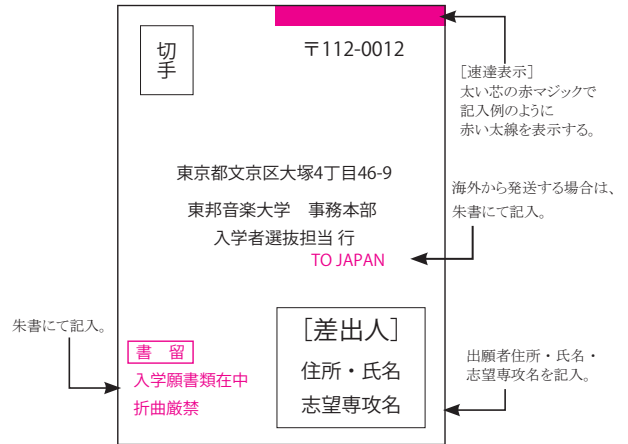 切
手
〒112-0012
[速達表示]
太い芯の赤マジックで
記入例のように
赤い太線を表示する。
東京都文京区大塚4丁目46-9
東邦音楽大学　事務本部
入学者選抜担当 行
TO JAPAN
海外から発送する場合は、
朱書にて記入。
朱書にて記入。
書　留
入学願書類在中
折曲厳禁
［差出人］
住所・氏名
志望専攻名
出願者住所・氏名・
志望専攻名を記入。